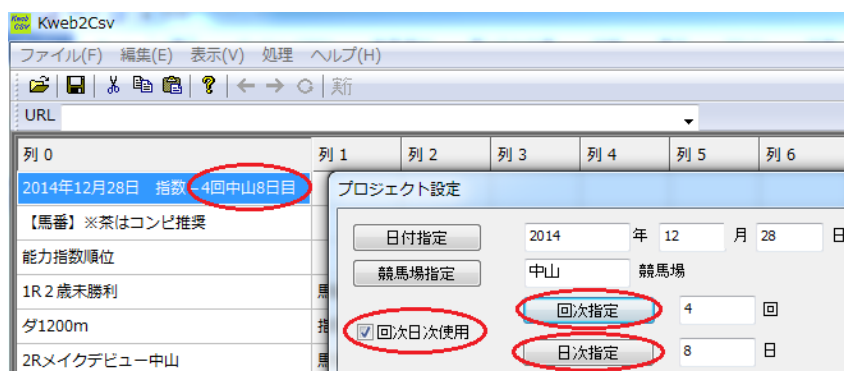 Kweb CSV Kweb2Csv
ファイル(F) 編集(E) 表示(V) 処理 ヘルプ(H)
実行
URL
列 0 列 1 列 2 列 3 列 4 列 5 列 6
2014年12月28日 指数 - 4回中山8日目
プロジェクト設定
【馬番】※茶はコンピ推奨
日付指定 2014 年 12 月 28 日
能力指数順位
競馬場指定 中山 競馬場
1R２歳未勝利 馬
回次指定 4 回
ダ1200m 指
回次日次使用
日次指定 8 日
2Rメイクデビュー中山 馬